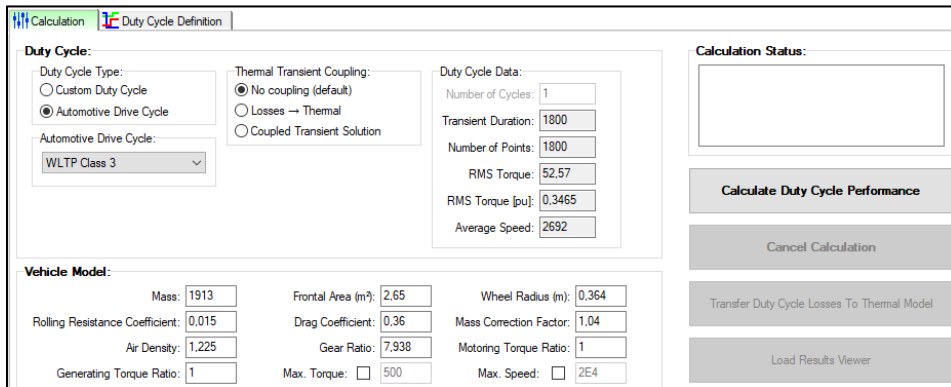 Calculation Duty Cycle Definition
Duty Cycle:
Duty Cycle Type:
Custom Duty Cycle
Automotive Drive Cycle
Automotive Drive Cycle:
WLTP Class 3
Thermal Transient Coupling:
No coupling (default)
Losses → Thermal
Coupled Transient Solution
Duty Cycle Data:
Number of Cycles: 1
Transient Duration: 1800
Number of Points: 1800
RMS Torque: 52,57
RMS Torque [pu]: 0,3465
Average Speed: 2692
Calculation Status:
Calculate Duty Cycle Performance
Cancel Calculation
Transfer Duty Cycle Losses To Thermal Model
Load Results Viewer
Vehicle Model:
Mass: 1913 Frontal Area (m²): 2,65 Wheel Radius (m): 0,364
Rolling Resistance Coefficient: 0,015 Drag Coefficient: 0,36 Mass Correction Factor: 1,04
Air Density: 1,225 Gear Ratio: 7,938 Motoring Torque Ratio: 1
Generating Torque Ratio: 1 Max. Torque: 500 Max. Speed: 2E4